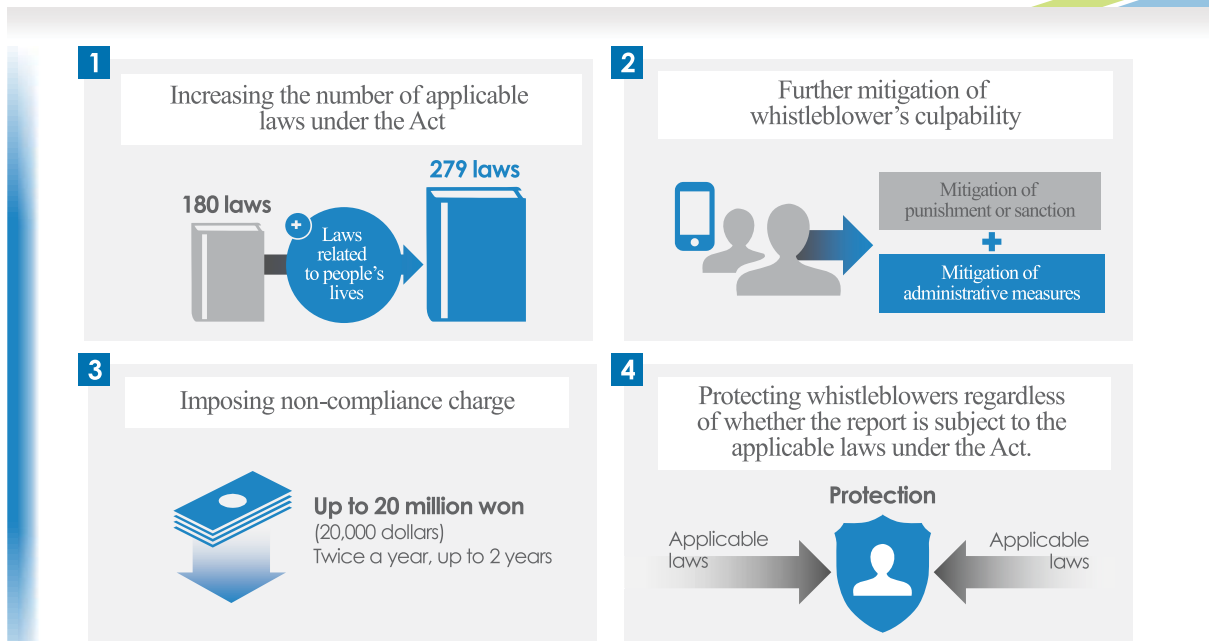 1
Increasing the number of applicable
laws under the Act
180 laws
+
Laws
related
to people's
lives
279 laws
2
Further mitigation of
whistleblower's culpability
Mitigation of
punishment or sanction
Mitigation of
administrative measures
3
Imposing non-compliance charge
Up to 20 million won
(20,000 dollars)
Twice a year, up to 2 years
4
Protecting whistleblowers regardless
of whether the report is subject to the
applicable laws under the Act.
Protection
Applicable
laws
Applicable
laws